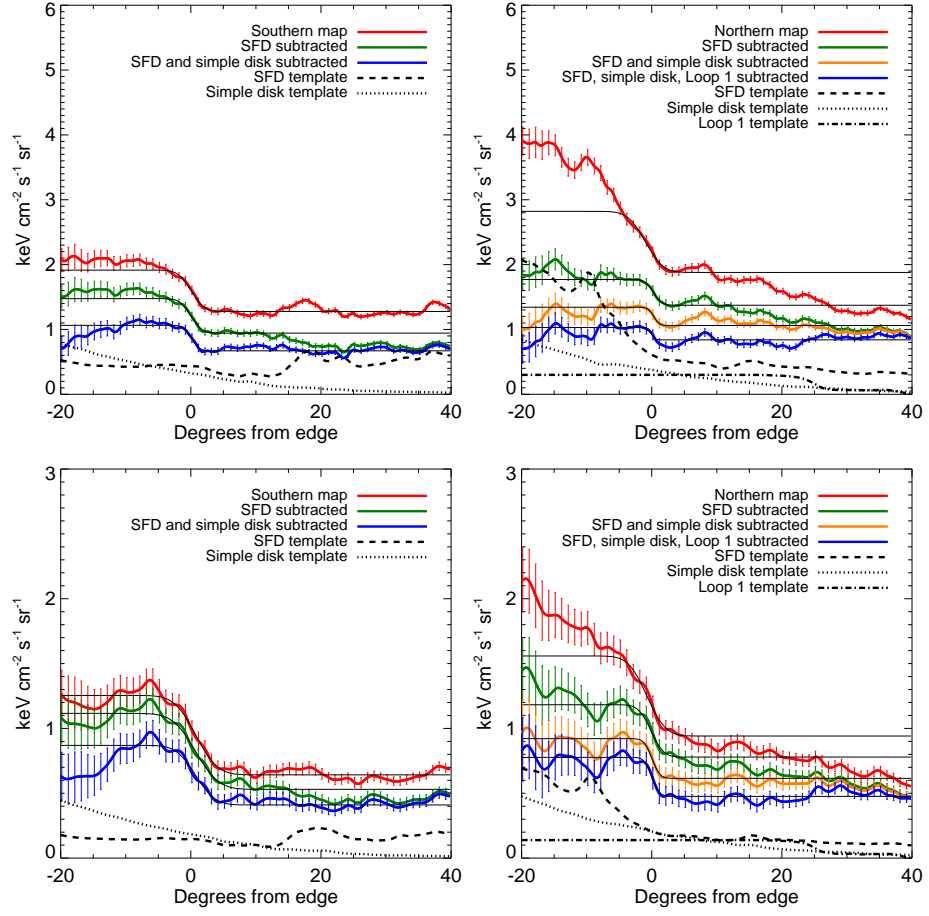 6
5
4
3
2
1
0
keV cm-2 s-1 sr-1
Southern map
SFD subtracted
SFD and simple disk subtracted
SFD template
Simple disk template
-20 0 20 40
Degrees from edge
6
5
4
3
2
1
0
keV cm-2 s-1 sr-1
Northern map
SFD subtracted
SFD and simple disk subtracted
SFD, simple disk, Loop 1 subtracted
SFD template
Simple disk template
Loop 1 template
-20 0 20 40
Degrees from edge
3
2
1
0
keV cm-2 s-1 sr-1
Southern map
SFD subtracted
SFD and simple disk subtracted
SFD template
Simple disk template
-20 0 20 40
Degrees from edge
3
2
1
0
keV cm-2 s-1 sr-1
Northern map
SFD subtracted
SFD and simple disk subtracted
SFD, simple disk, Loop 1 subtracted
SFD template
Simple disk template
Loop 1 template
-20 0 20 40
Degrees from edge